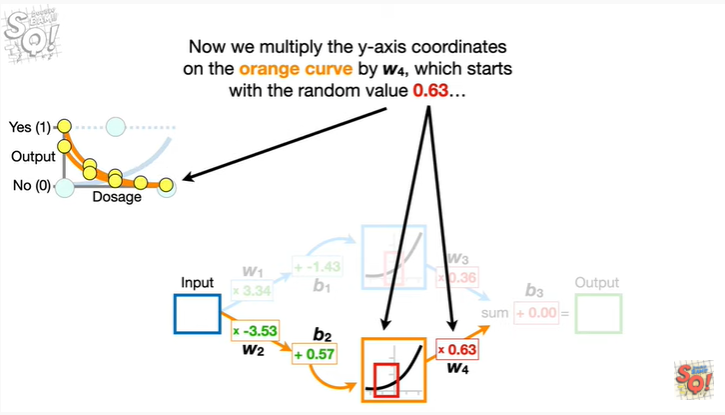 Now we multiply the y-axis coordinates
on the orange curve by w4, which starts
with the random value 0.63…
Yes (1)
Output
No (0)
Dosage
Input
w1
x 3.34
+ -1.43
b1
w3
x 0.36
b3
sum + 0.00 =
Output
x -3.53
w2
b2
+ 0.57
x 0.63
w4
SQ!
SQ!